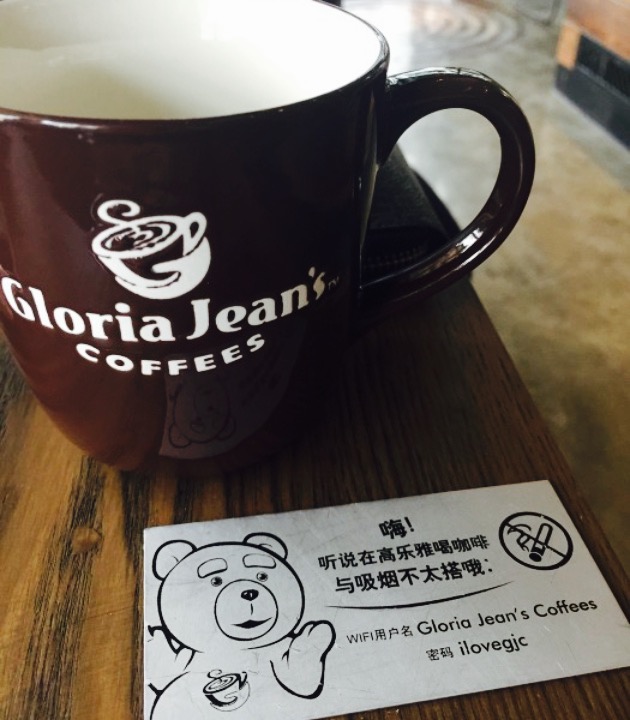 Gloria Jean's
COFFEES
嗨!
听说在高乐雅喝咖啡
与吸烟不太搭哦:
WIFI用户名 Gloria Jean's Coffees
密码 ilovegjc